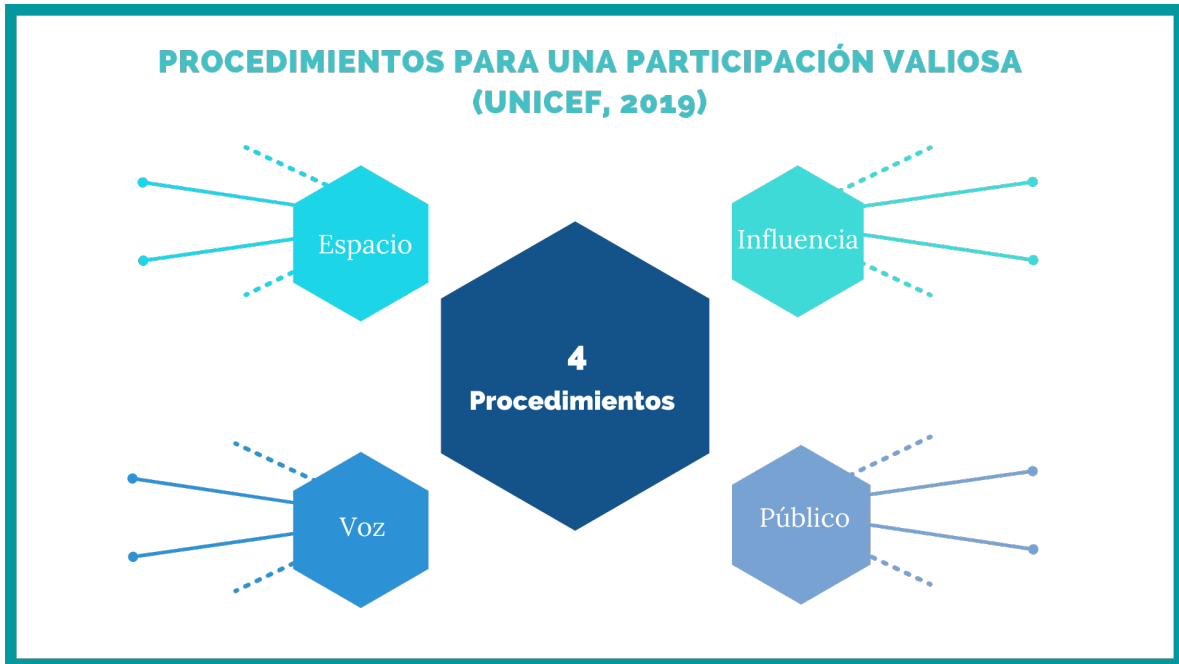 PROCEDIMIENTOS PARA UNA PARTICIPACIÓN VALIOSA
(UNICEF, 2019)
Espacio
Influencia
4
Procedimientos
Voz
Público